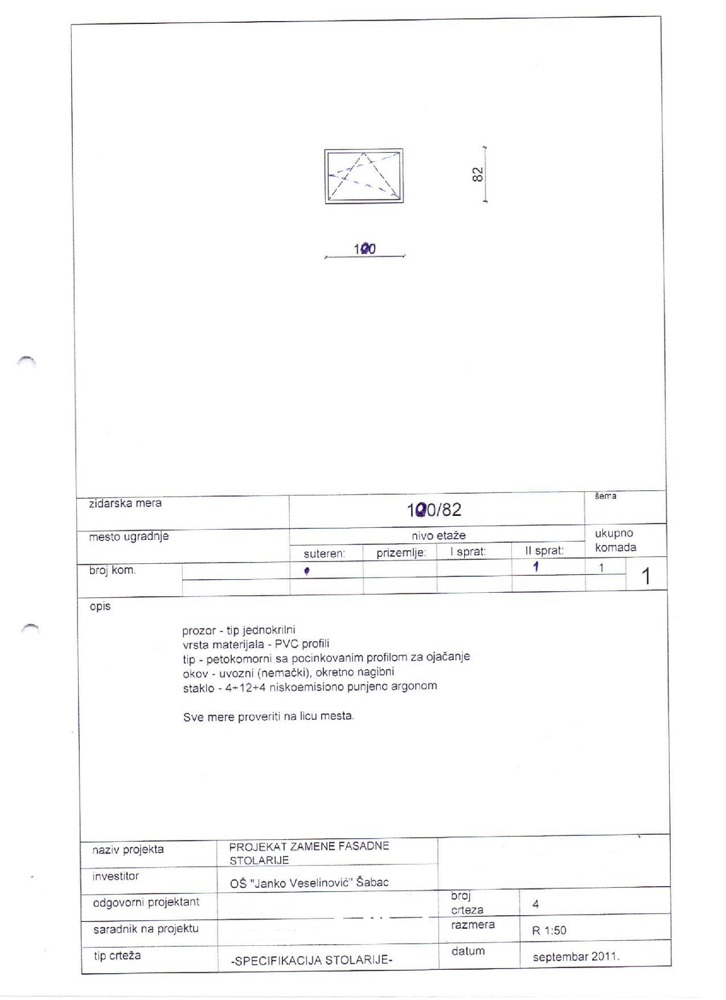 82
100
zidarska mera
100/82
šema
mesto ugradnje
nivo etaže
ukupno
komada
suteren:
prizemlje:
I sprat:
II sprat:
broj kom.
1
1
1
opis
prozor - tip jednokrilni
vrsta materijala - PVC profili
tip - petokomorni sa pocinkovanim profilom za ojačanje
okov - uvozni (nemački), okretno nagibni
staklo - 4+12+4 niskoemisiono punjeno argonom
Sve mere proveriti na licu mesta.
naziv projekta
PROJEKAT ZAMENE FASADNE
STOLARIJE
investitor
OŠ "Janko Veselinović" Šabac
odgovorni projektant
broj
crteza
4
saradnik na projektu
razmera
R 1:50
tip crteža
-SPECIFIKACIJA STOLARIJE-
datum
septembar 2011.